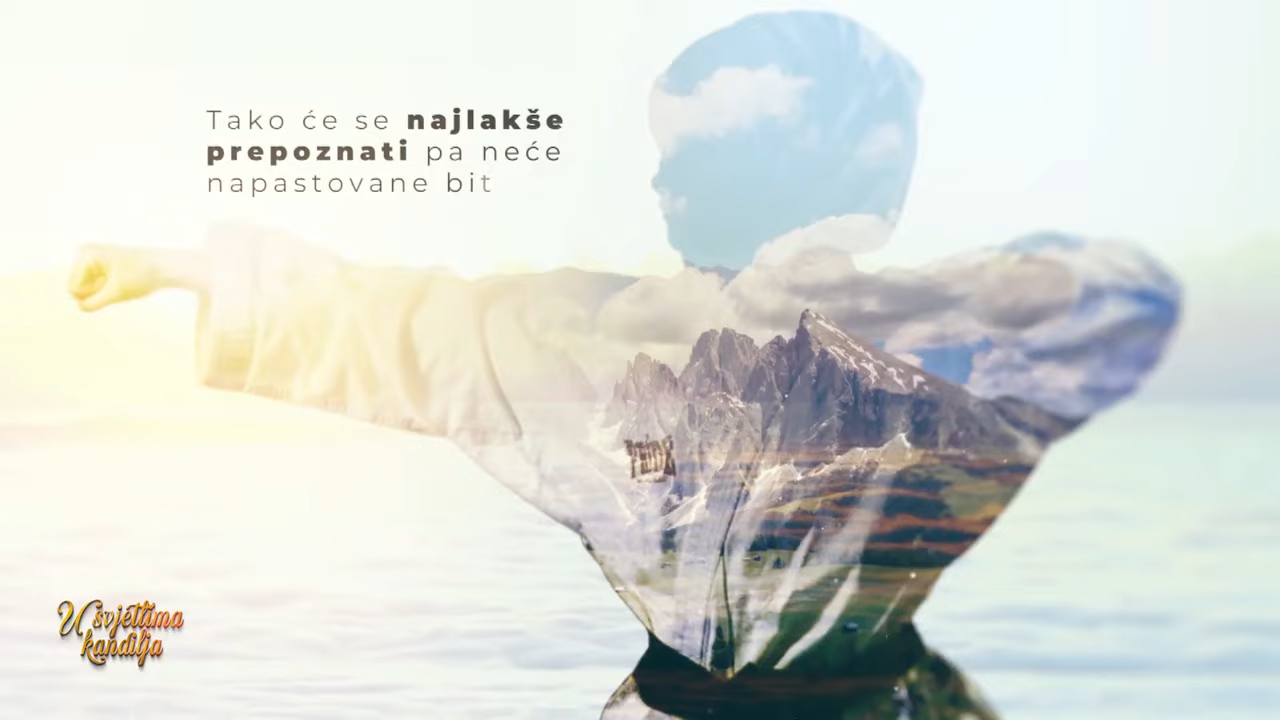 Tako će se najlakše
prepoznati pa neće
napastovane bit
U svjetlima
kandilja